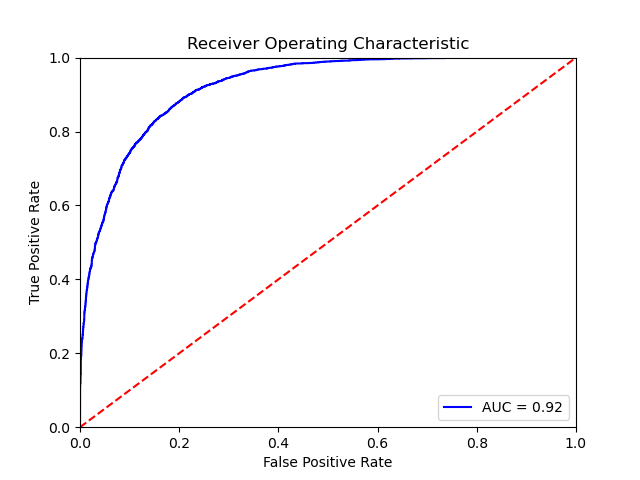 Receiver Operating Characteristic
True Positive Rate
1.0
0.8
0.6
0.4
0.2
0.0
AUC = 0.92
0.0 0.2 0.4 0.6 0.8 1.0
False Positive Rate